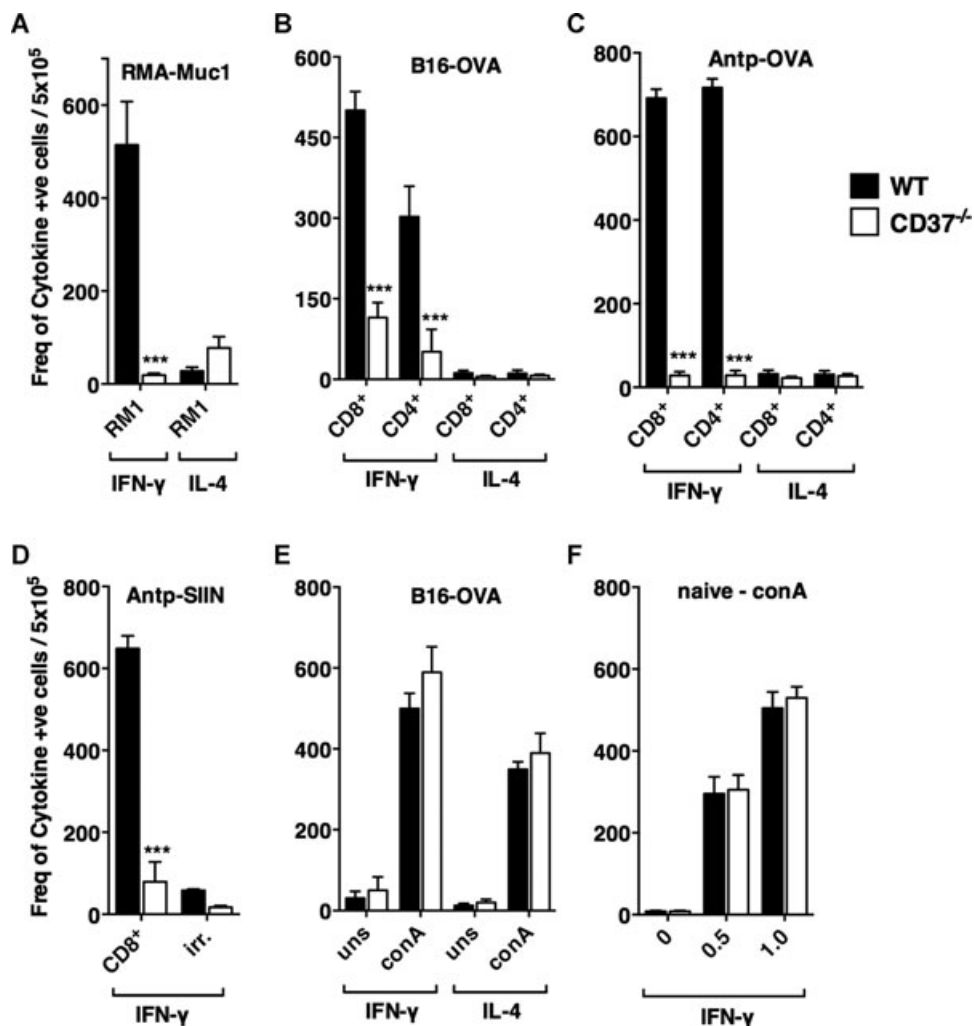 A
RMA-Muc1
Freq of Cytokine +ve cells / 5x10⁵
600
400
200
0
***
RM1
RM1
IFN-γ
IL-4
B
B16-OVA
600
450
300
150
0
***
***
CD8⁺
CD4⁺
CD8⁺
CD4⁺
IFN-γ
IL-4
C
Antp-OVA
800
600
400
200
0
***
***
CD8⁺
CD4⁺
CD8⁺
CD4⁺
IFN-γ
IL-4
WT
CD37⁻/⁻
D
Antp-SIIN
Freq of Cytokine +ve cells / 5x10⁵
800
600
400
200
0
***
CD8⁺
irr.
IFN-γ
E
B16-OVA
800
600
400
200
0
uns
conA
uns
conA
IFN-γ
IL-4
F
naive - conA
800
600
400
200
0
0
0.5
1.0
IFN-γ